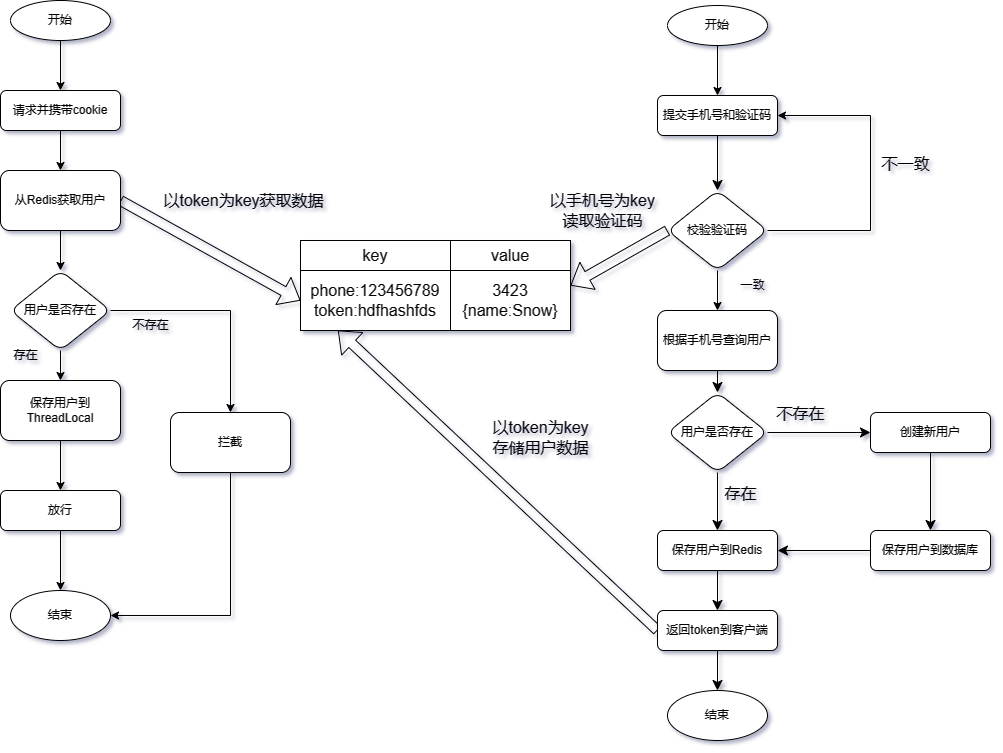 开始
请求并携带cookie
从Redis获取用户
以token为key获取数据
用户是否存在
不存在
存在
保存用户到
ThreadLocal
拦截
放行
结束
key
value
phone:123456789
3423
token:hdfhashfds
{name:Snow}
以token为key
存储用户数据
开始
提交手机号和验证码
不一致
以手机号为key
读取验证码
校验验证码
一致
根据手机号查询用户
用户是否存在
不存在
创建新用户
存在
保存用户到Redis
保存用户到数据库
返回token到客户端
结束